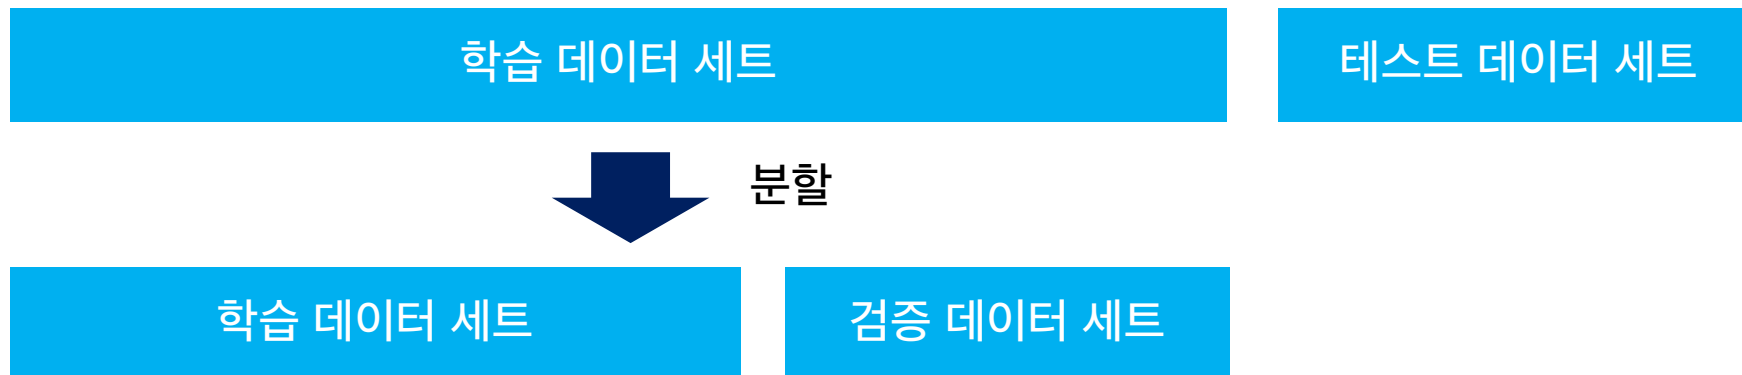 학습 데이터 세트
테스트 데이터 세트
분할
학습 데이터 세트
검증 데이터 세트